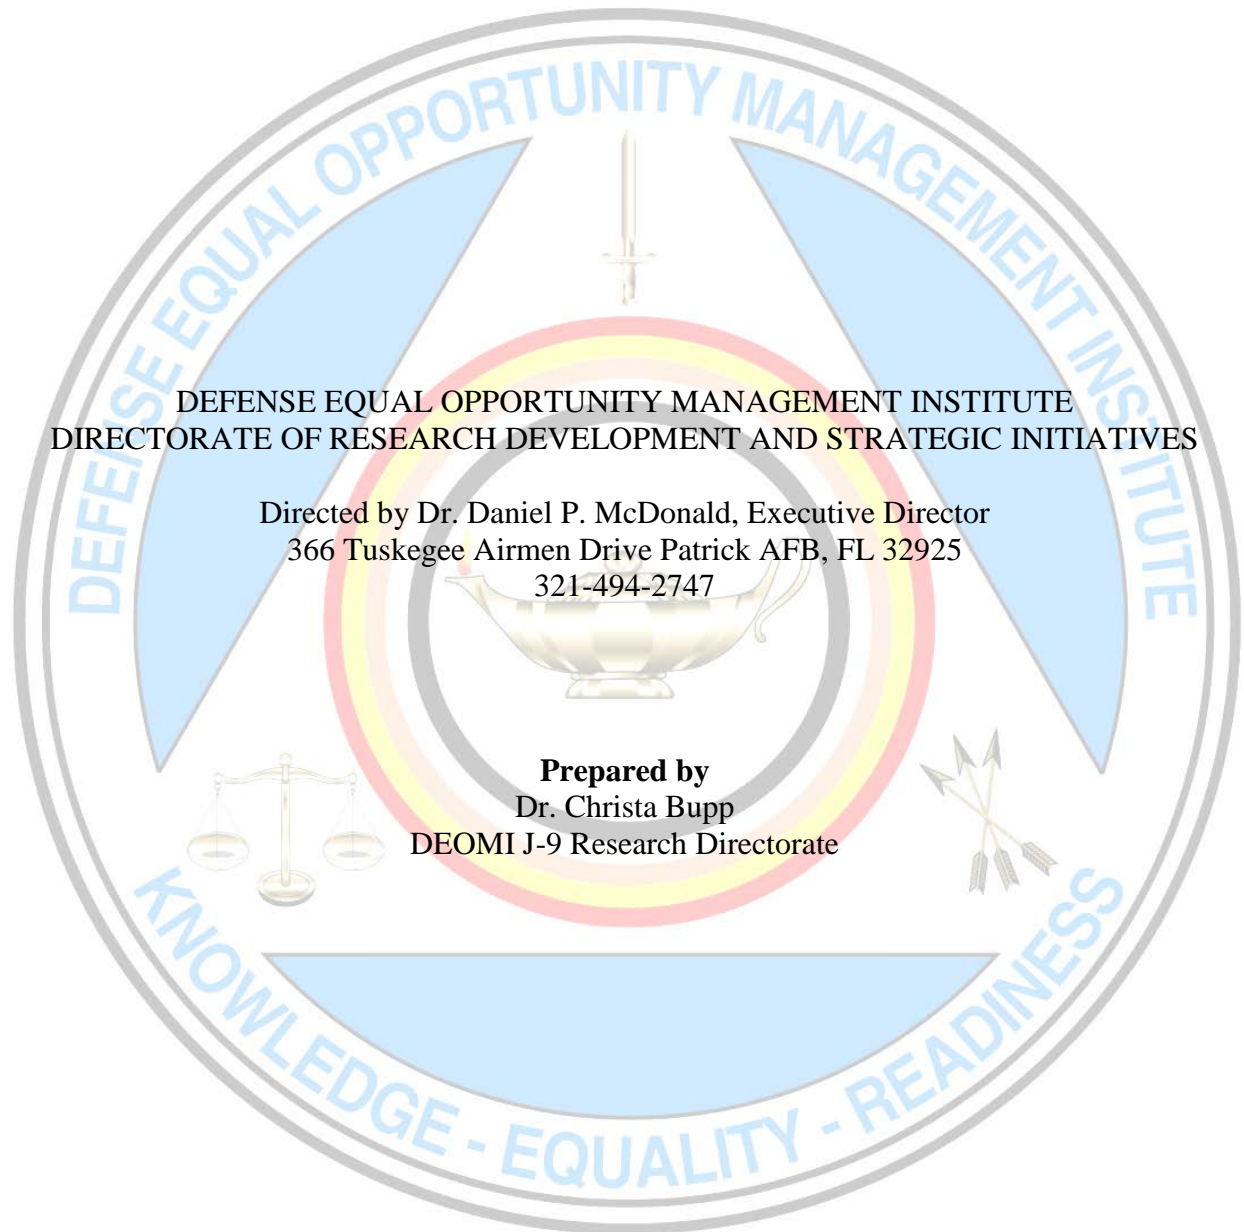 DEFENSE EQUAL OPPORTUNITY MANAGEMENT INSTITUTE
DEFENSE EQUAL OPPORTUNITY MANAGEMENT INSTITUTE
DIRECTORATE OF RESEARCH DEVELOPMENT AND STRATEGIC INITIATIVES
Directed by Dr. Daniel P. McDonald, Executive Director
366 Tuskegee Airmen Drive Patrick AFB, FL 32925
321-494-2747
Prepared by
Dr. Christa Bupp
DEOMI J-9 Research Directorate
KNOWLEDGE - EQUALITY - READINESS